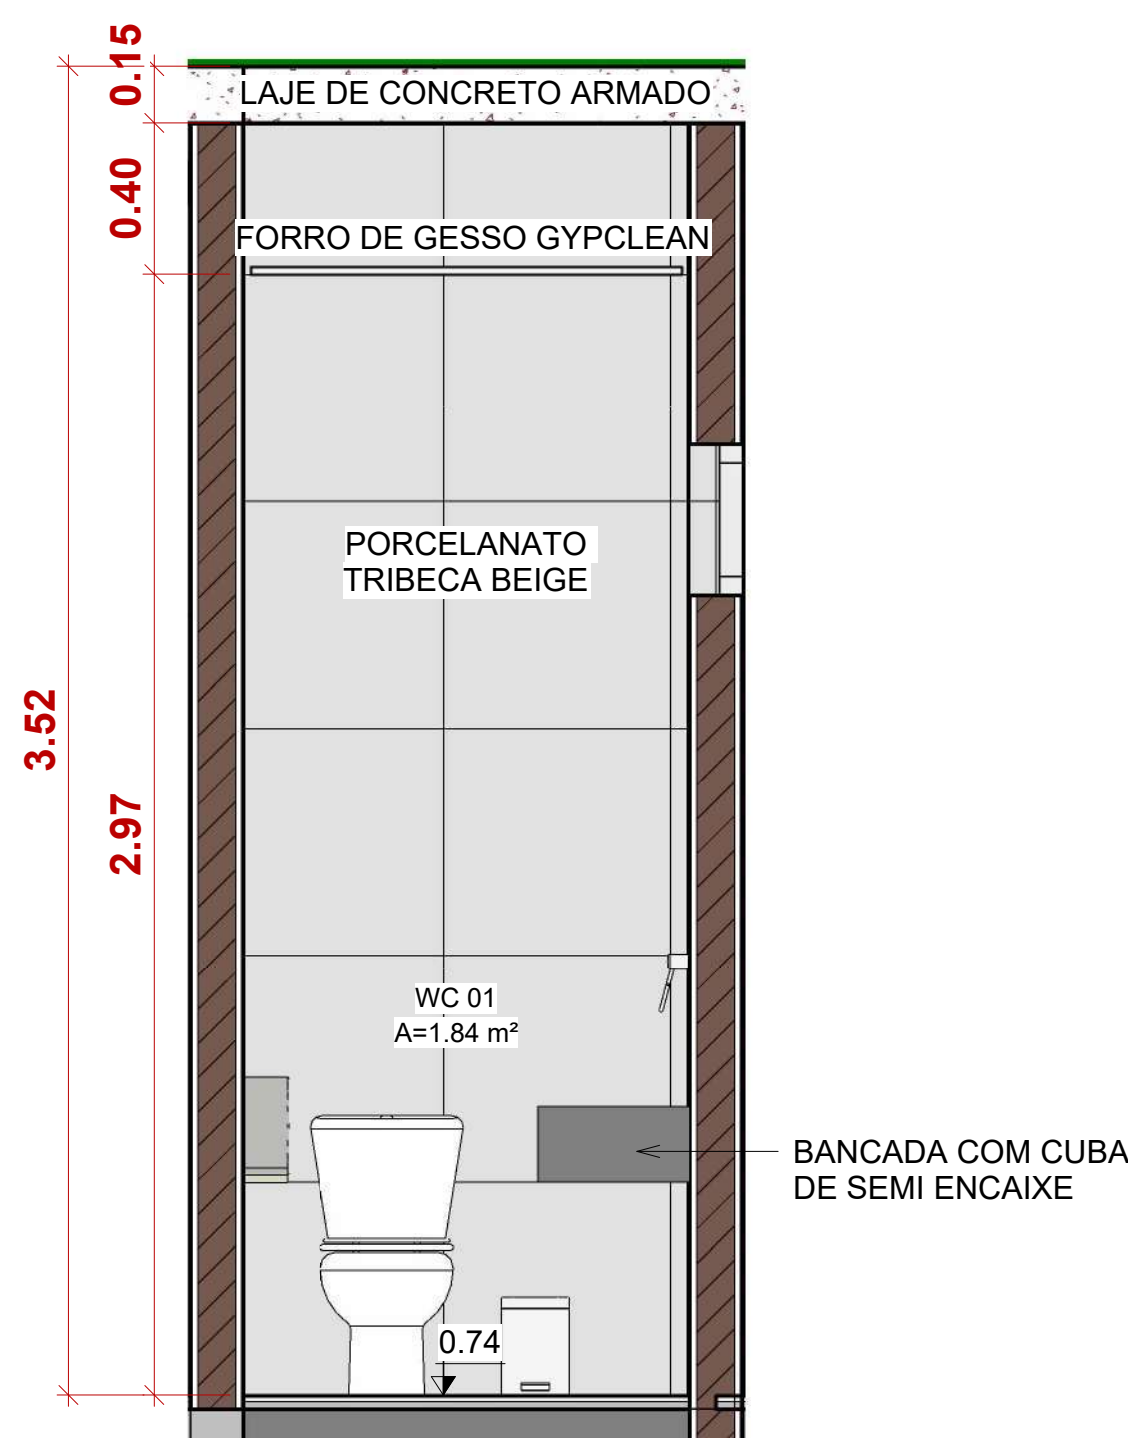 0.15
LAJE DE CONCRETO ARMADO
0.40
FORRO DE GESSO GYPCLEAN
PORCELANATO
TRIBECA BEIGE
3.52
2.97
WC 01
A=1.84 m²
BANCADA COM CUBA
DE SEMI ENCAIXE
0.74